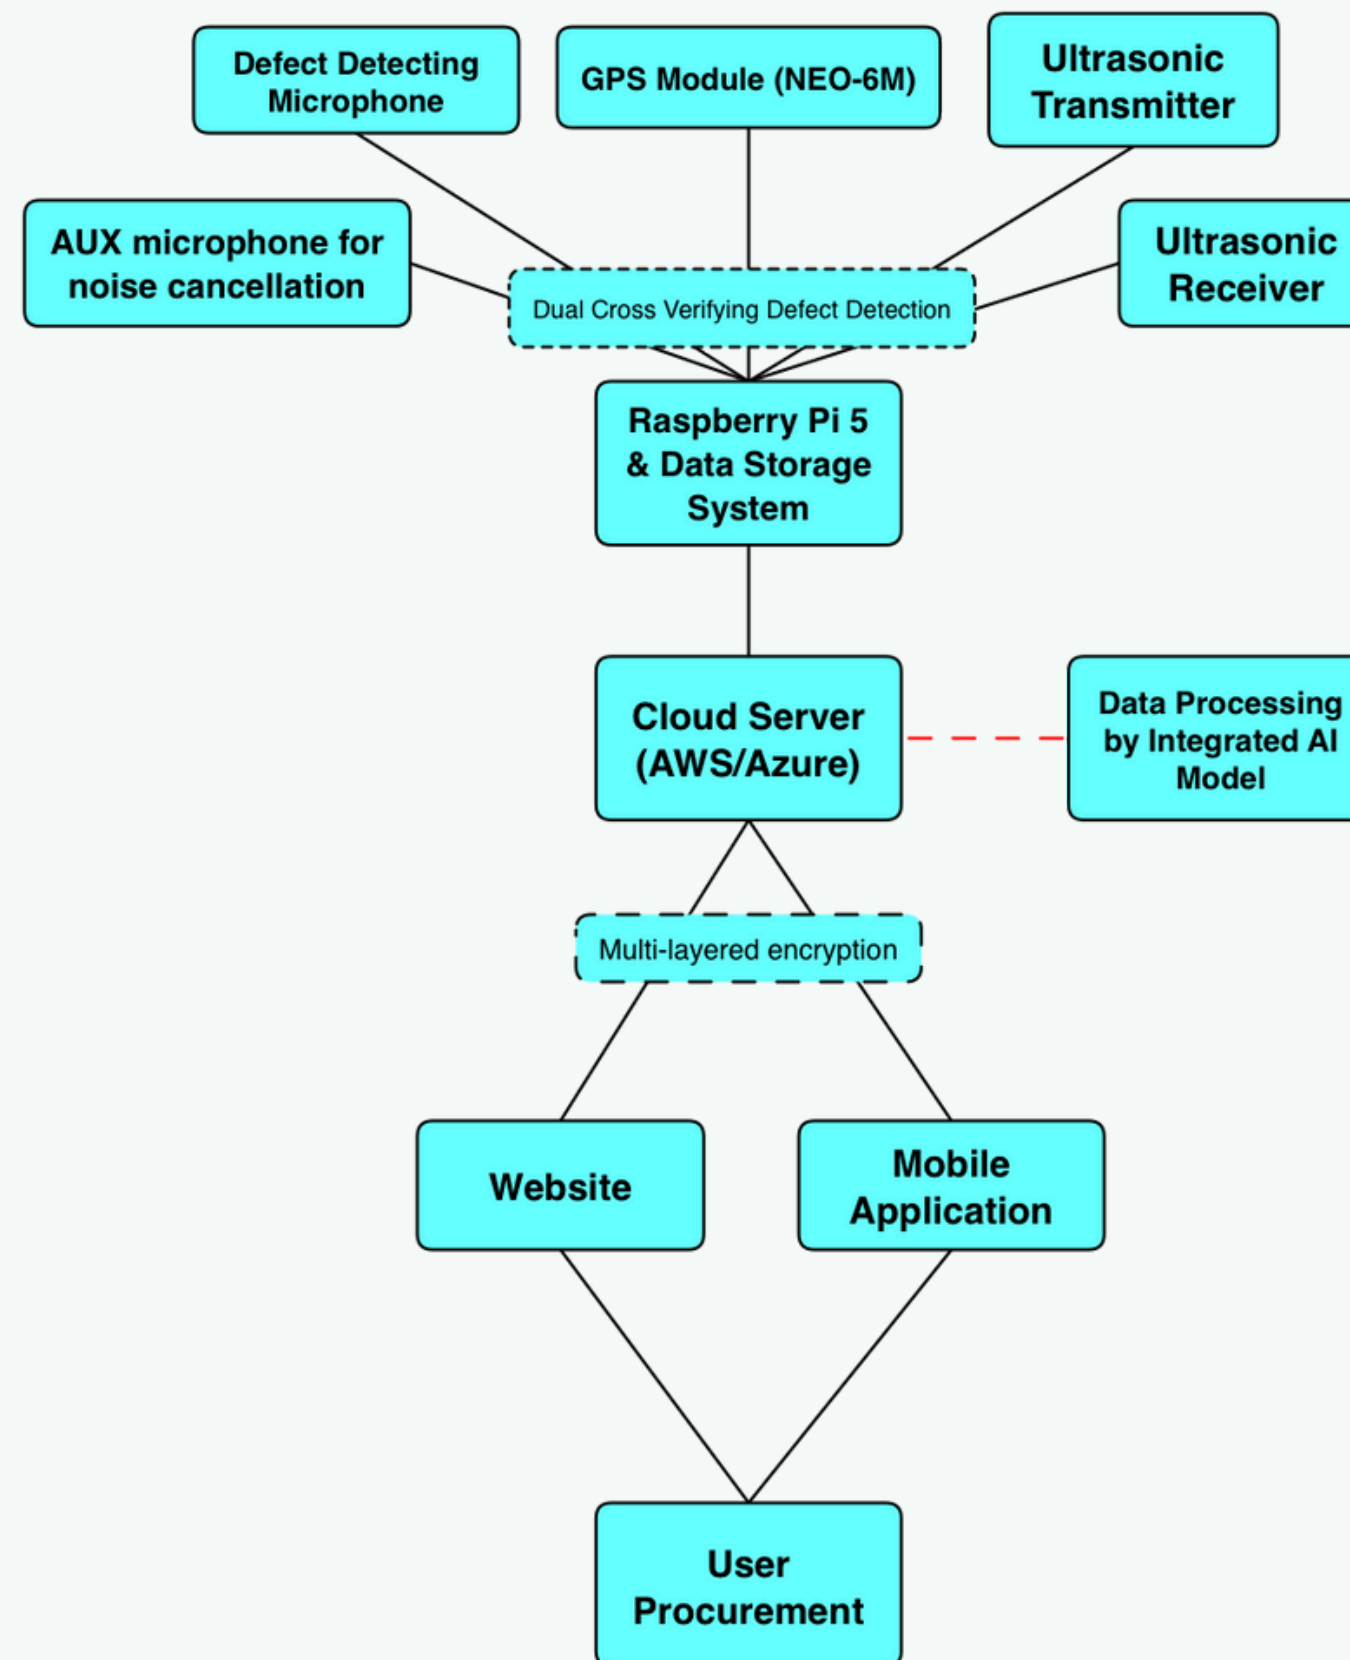 Defect Detecting
Microphone
GPS Module (NEO-6M)
Ultrasonic
Transmitter
AUX microphone for
noise cancellation
Ultrasonic
Receiver
Dual Cross Verifying Defect Detection
Raspberry Pi 5
& Data Storage
System
Cloud Server
(AWS/Azure)
Data Processing
by Integrated AI
Model
Multi-layered encryption
Website
Mobile
Application
User
Procurement